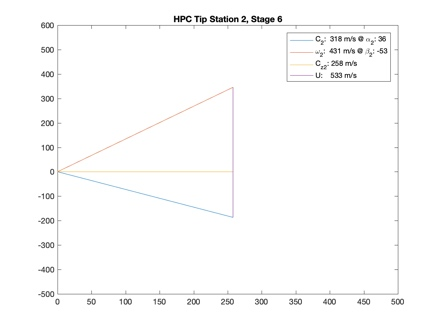 HPC Tip Station 2, Stage 6
C₂: 318 m/s @ α₂: 36
ω₂: 431 m/s @ β₂: -53
C_z2: 258 m/s
U: 533 m/s
600
500
400
300
200
100
0
-100
-200
-300
-400
-500
0 50 100 150 200 250 300 350 400 450 500